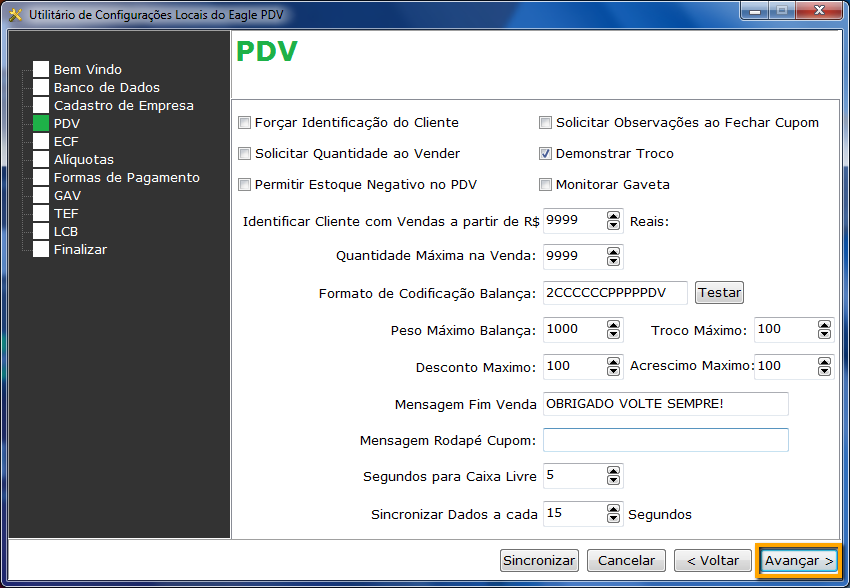 Utilitário de Configurações Locais do Eagle PDV
Bem Vindo
Banco de Dados
Cadastro de Empresa
PDV
ECF
Alíquotas
Formas de Pagamento
GAV
TEF
LCB
Finalizar
PDV
Forçar Identificação do Cliente
Solicitar Observações ao Fechar Cupom
Solicitar Quantidade ao Vender
Demonstrar Troco
Permitir Estoque Negativo no PDV
Monitorar Gaveta
Identificar Cliente com Vendas a partir de R$ 9999 Reais:
Quantidade Máxima na Venda: 9999
Formato de Codificação Balança: 2CCCCCCPPPPPDV Testar
Peso Máximo Balança: 1000 Troco Máximo: 100
Desconto Maximo: 100 Acrescimo Maximo: 100
Mensagem Fim Venda OBRIGADO VOLTE SEMPRE!
Mensagem Rodapé Cupom:
Segundos para Caixa Livre 5
Sincronizar Dados a cada 15 Segundos
Sincronizar Cancelar < Voltar Avançar >